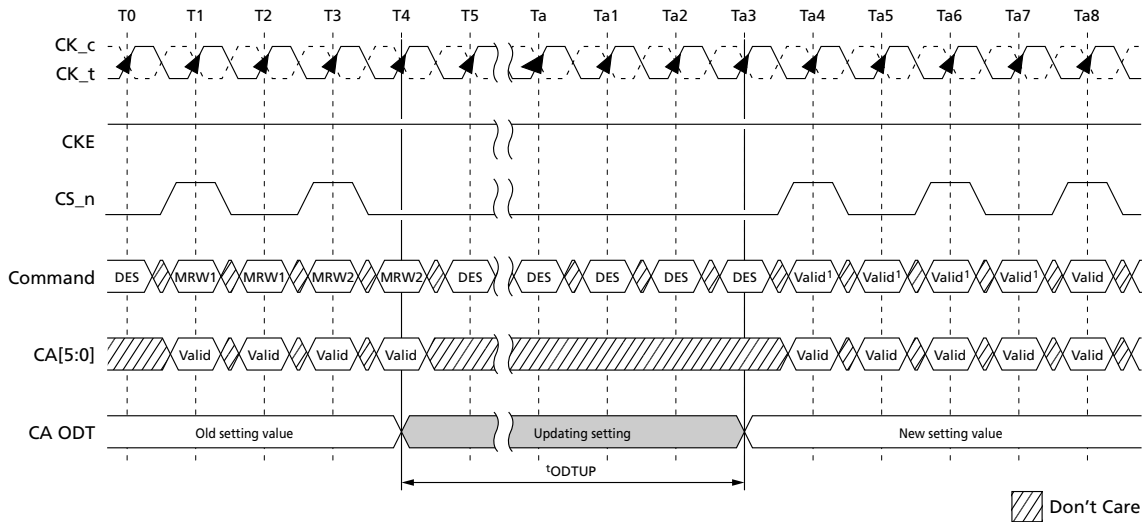 T0 T1 T2 T3 T4 T5 Ta Ta1 Ta2 Ta3 Ta4 Ta5 Ta6 Ta7 Ta8
CK_c
CK_t
CKE
CS_n
Command DES MRW1 MRW1 MRW2 MRW2 DES DES DES DES DES Valid¹ Valid¹ Valid¹ Valid¹ Valid
CA[5:0] Valid Valid Valid Valid Valid Valid Valid Valid Valid
CA ODT Old setting value Updating setting New setting value
ᵗODTUP
Don't Care